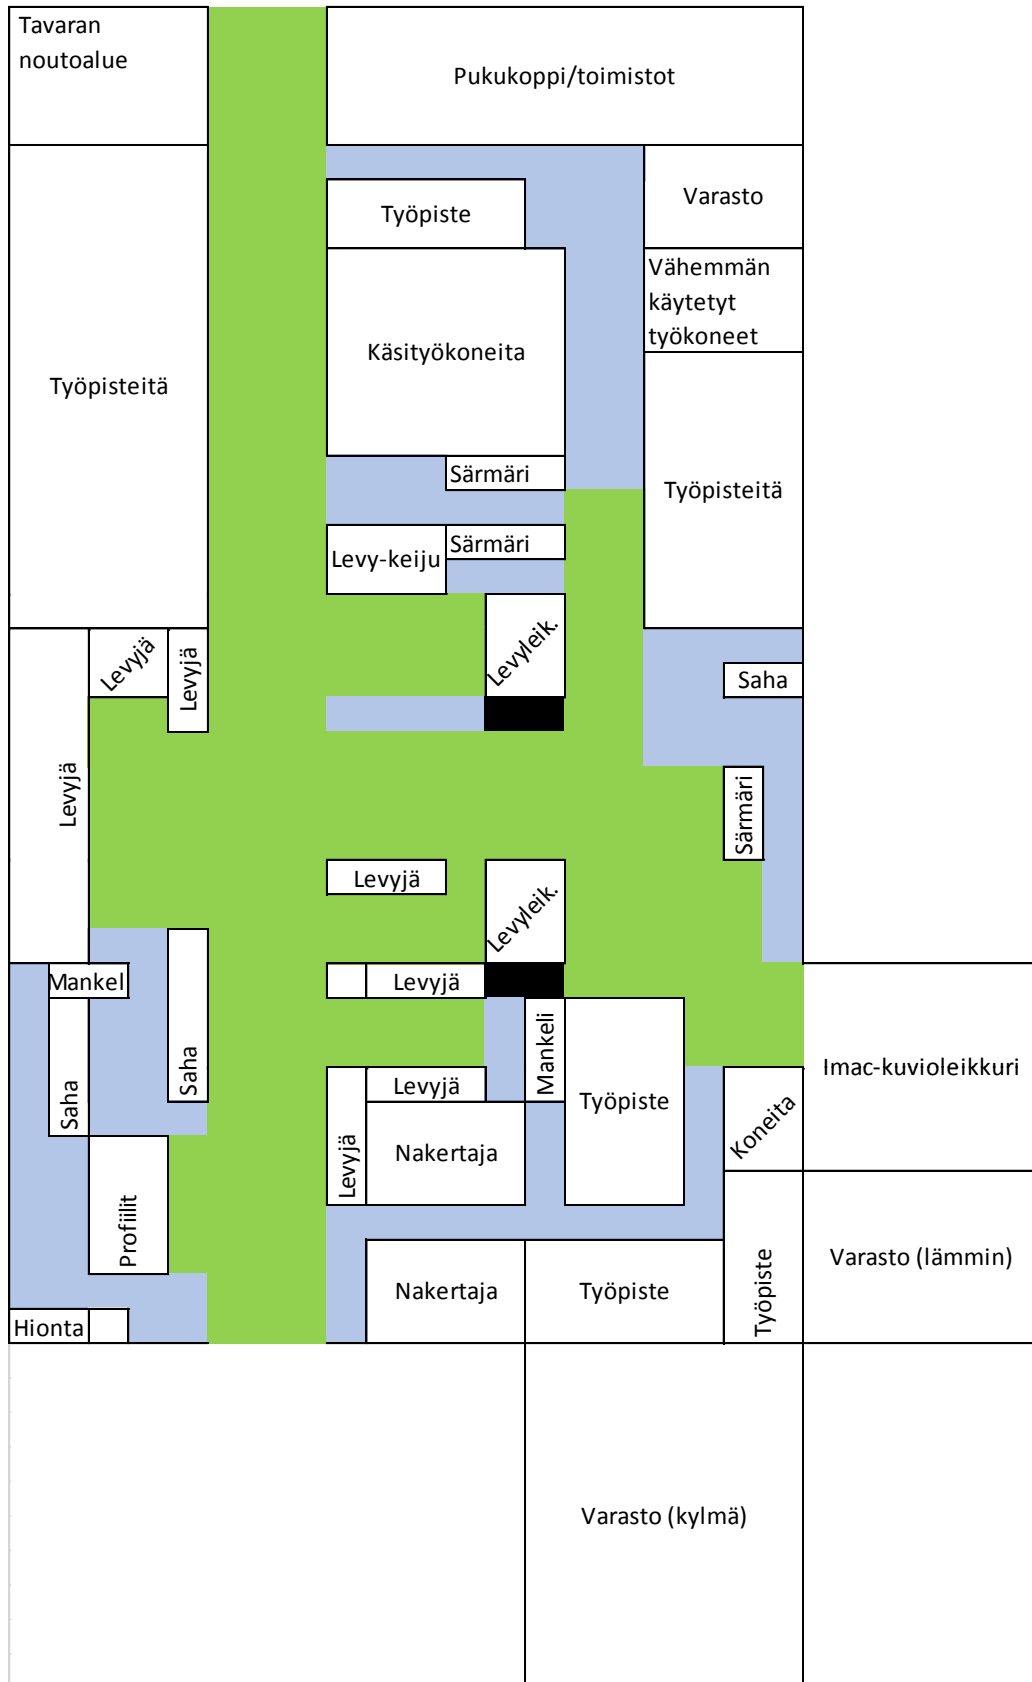 Tavaran
noutoalue
Pukukoppi/toimistot
Varasto
Työpiste
Vähemmän
käytetyt
työkoneet
Käsityökoneita
Työpisteitä
Särmäri
Työpisteitä
Särmäri
Levy-keiju
Levyjä
Levyjä
Levyleik.
Saha
Levyjä
Särmäri
Levyjä
Levyleik.
Mankel
Levyjä
Saha
Saha
Mankeli
Imac-kuvioleikkuri
Levyjä
Työpiste
Koneita
Levyjä
Nakertaja
Profiilit
Nakertaja
Työpiste
Työpiste
Varasto (lämmin)
Hionta
Varasto (kylmä)